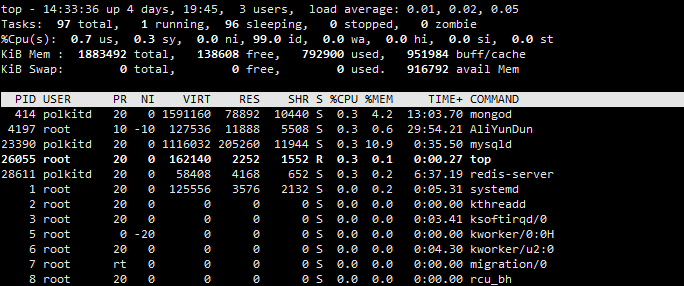 top - 14:33:36 up 4 days, 19:45,  3 users,  load average: 0.01, 0.02, 0.05
Tasks:  97 total,   1 running,  96 sleeping,   0 stopped,   0 zombie
%Cpu(s):  0.7 us,  0.3 sy,  0.0 ni, 99.0 id,  0.0 wa,  0.0 hi,  0.0 si,  0.0 st
KiB Mem :  1883492 total,   138608 free,   792900 used,   951984 buff/cache
KiB Swap:        0 total,        0 free,        0 used.   916792 avail Mem
  PID USER      PR  NI    VIRT    RES    SHR S %CPU %MEM     TIME+ COMMAND
  414 polkitd   20   0 1591160  78892  10440 S  0.3  4.2  13:03.70 mongod
 4197 root      10 -10  127536  11888   5508 S  0.3  0.6  29:54.21 AliYunDun
23390 polkitd   20   0 1116032 205260  11944 S  0.3 10.9   0:35.50 mysqld
26055 root      20   0  162140   2252   1552 R  0.3  0.1   0:00.27 top
28611 polkitd   20   0   58408   4168    652 S  0.3  0.2   6:37.19 redis-server
    1 root      20   0  125556   3576   2132 S  0.0  0.2   0:05.31 systemd
    2 root      20   0       0      0      0 S  0.0  0.0   0:00.00 kthreadd
    3 root      20   0       0      0      0 S  0.0  0.0   0:03.41 ksoftirqd/0
    5 root       0 -20       0      0      0 S  0.0  0.0   0:00.00 kworker/0:0H
    6 root      20   0       0      0      0 S  0.0  0.0   0:04.30 kworker/u2:0
    7 root      rt   0       0      0      0 S  0.0  0.0   0:00.00 migration/0
    8 root      20   0       0      0      0 S  0.0  0.0   0:00.00 rcu_bh